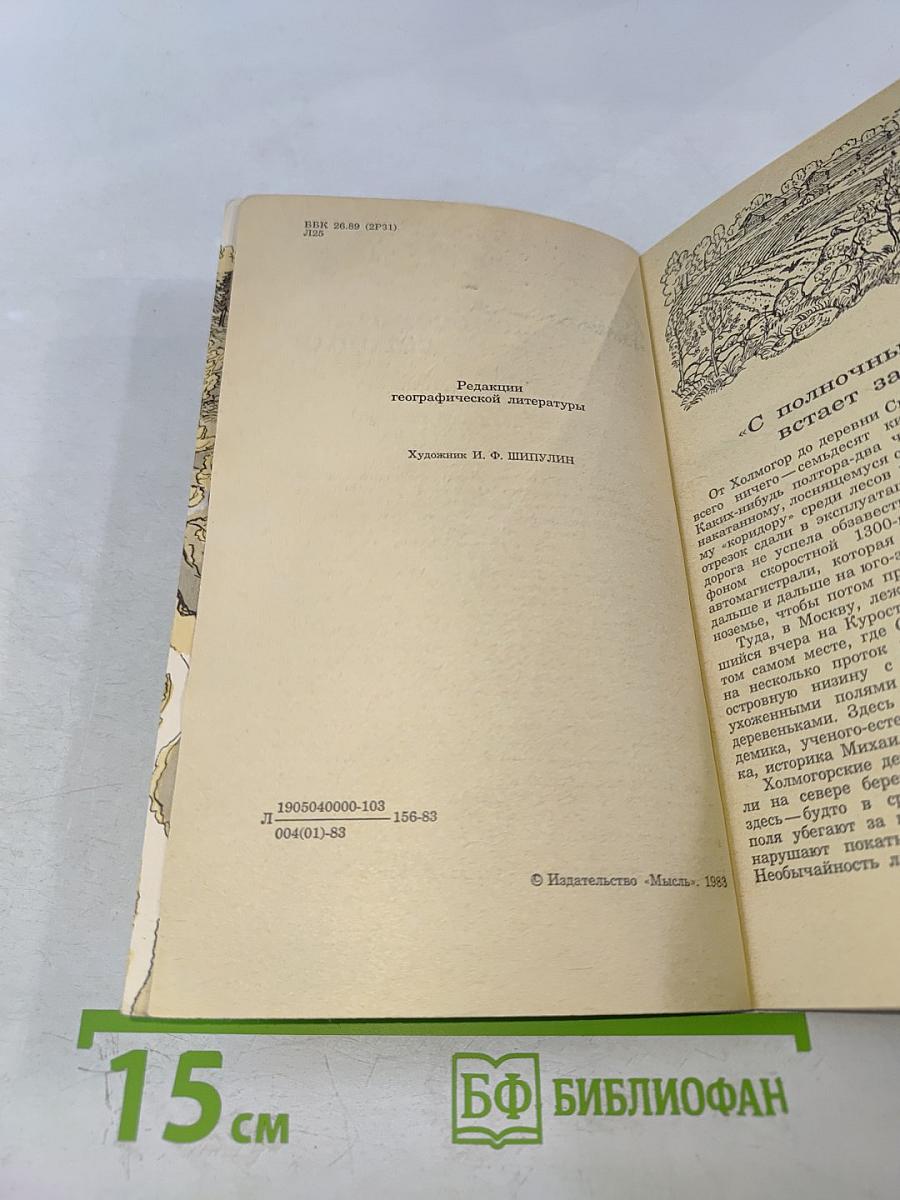 ББК 26.89 (2Р31)
Л25
Редакции
географической литературы
Художник И. Ф. ШИПУЛИН
1905040000-103
Л 156-83
004(01)-83
© Издательство «Мысль». 1983
«С полночны
встает за
От Холмогор до деревни
всего ничего—семьдесят
Каких-нибудь полтора-два
накатанному, лоснящемуся
му «коридору» среди лесов
отрезок сдали в эксплуата
дорога не успела обзавест
фоном скоростной 1300-
автомагистрали, которая
дальше и дальше на юго-
ноземье, чтобы потом пр
Туда, в Москву, леж
шийся вчера на Курост
том самом месте, где
на несколько проток
островную низину с
ухоженными полями
деревеньками. Здесь
демика, ученого-есте
ка, историка Михаи
Холмогорские де
ли на севере бере
здесь—будто в ср
поля убегают за
нарушают покаты
Необычайность л
15 см
БФ БИБЛИОФАН